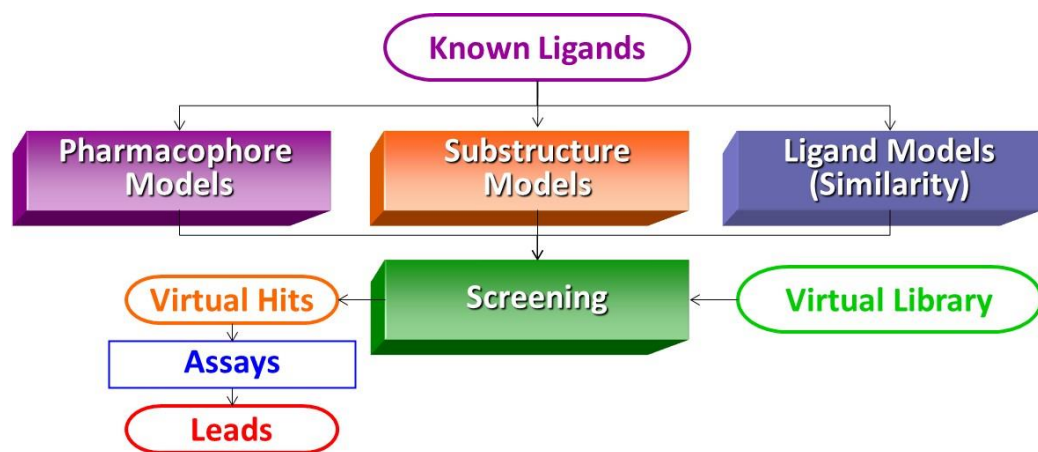 Known Ligands
Pharmacophore
Models
Substructure
Models
Ligand Models
(Similarity)
Virtual Hits
Screening
Virtual Library
Assays
Leads